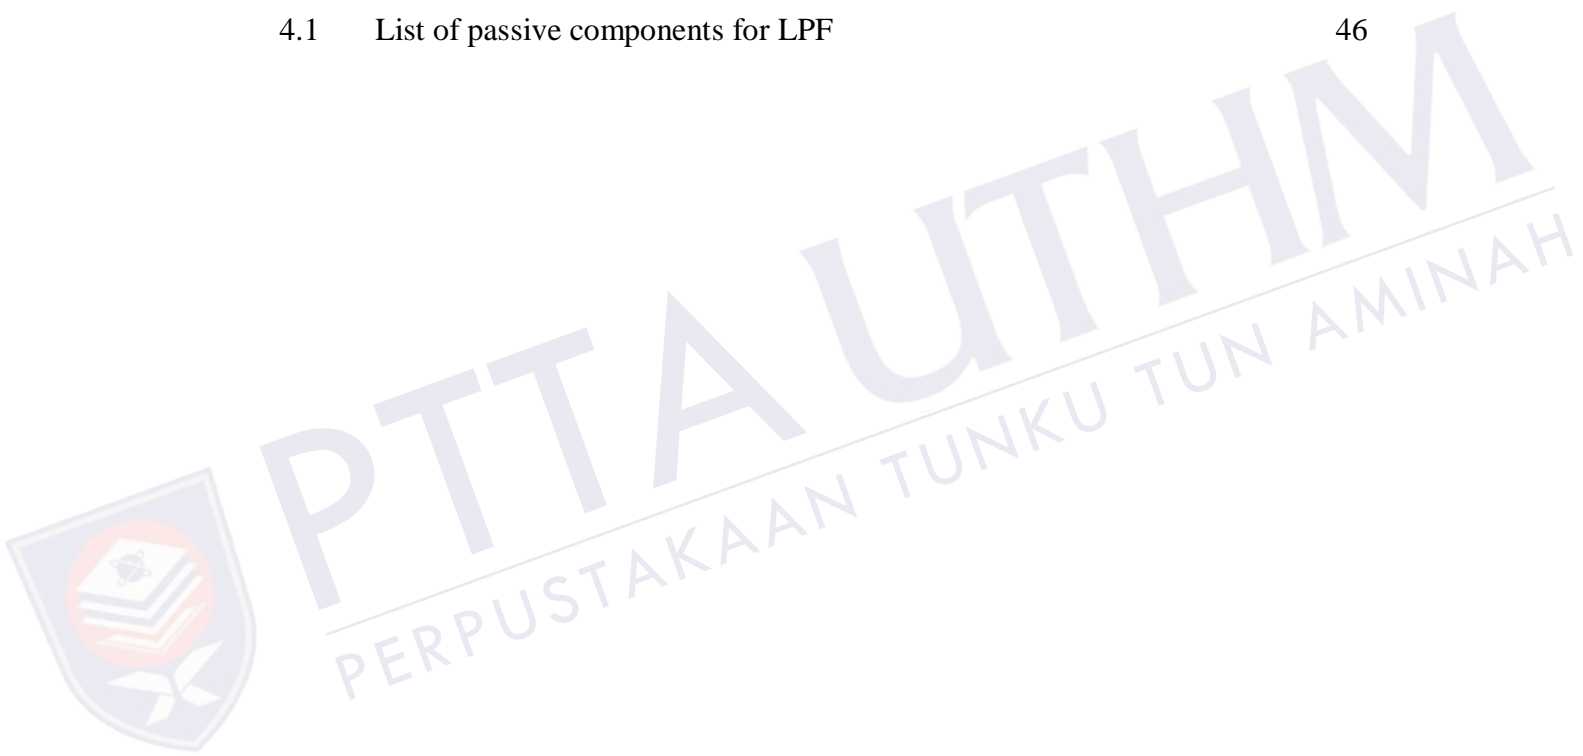 4.1 List of passive components for LPF 46
PTTA UTHM
PERPUSTAKAAN TUNKU TUN AMINAH